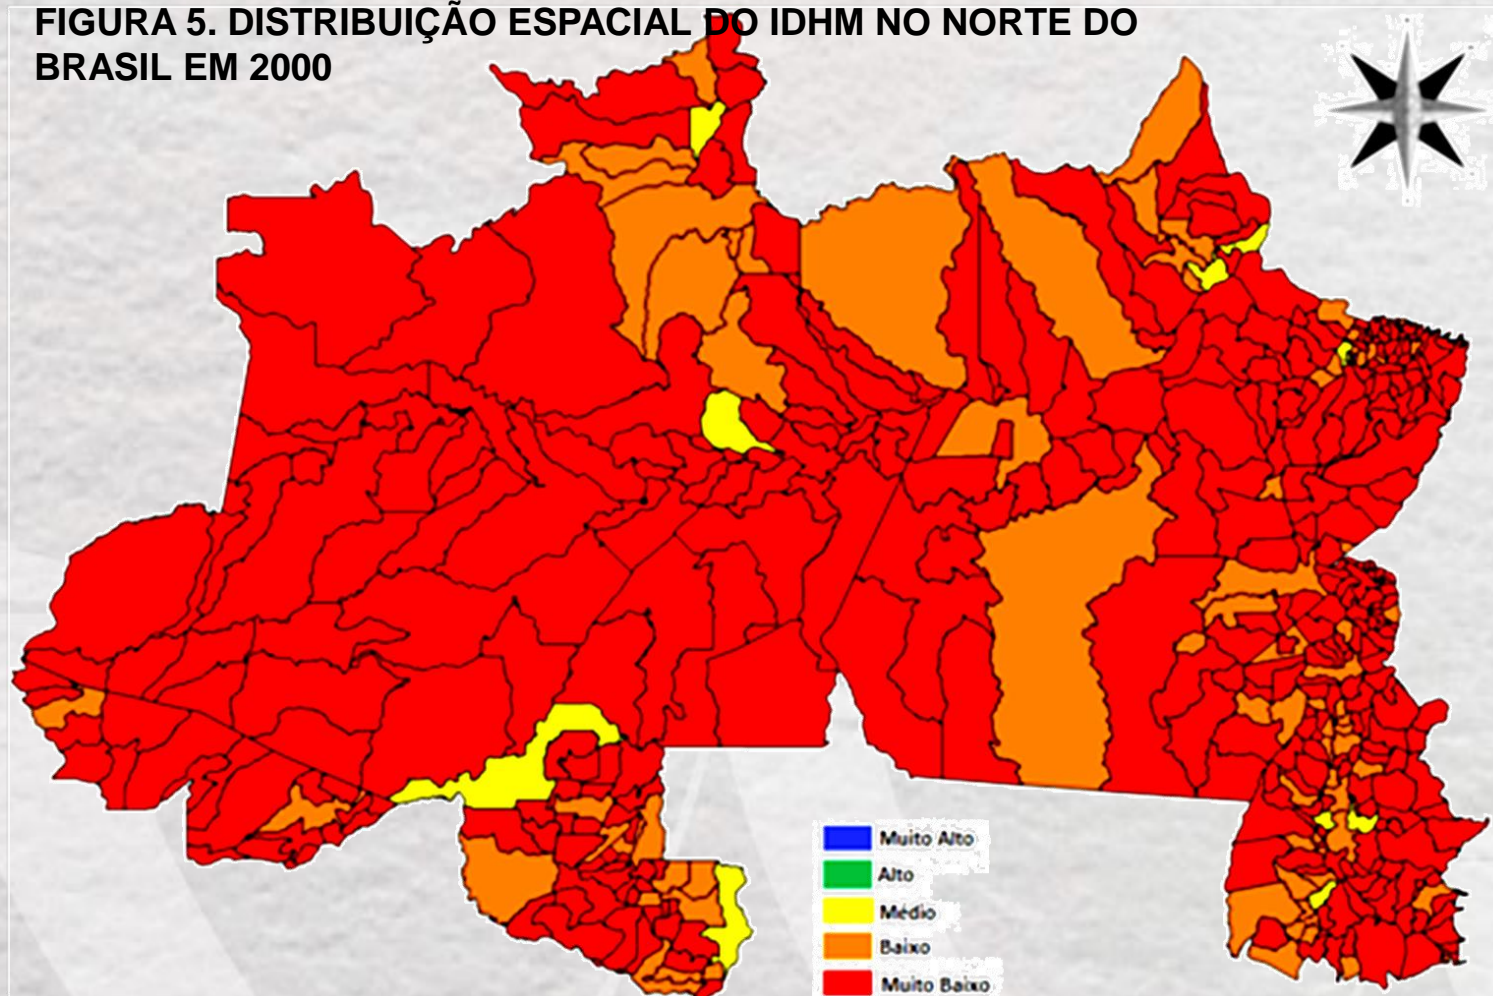 FIGURA 5. DISTRIBUIÇÃO ESPACIAL DO IDHM NO NORTE DO
BRASIL EM 2000
Muito Alto
Alto
Médio
Baixo
Muito Baixo